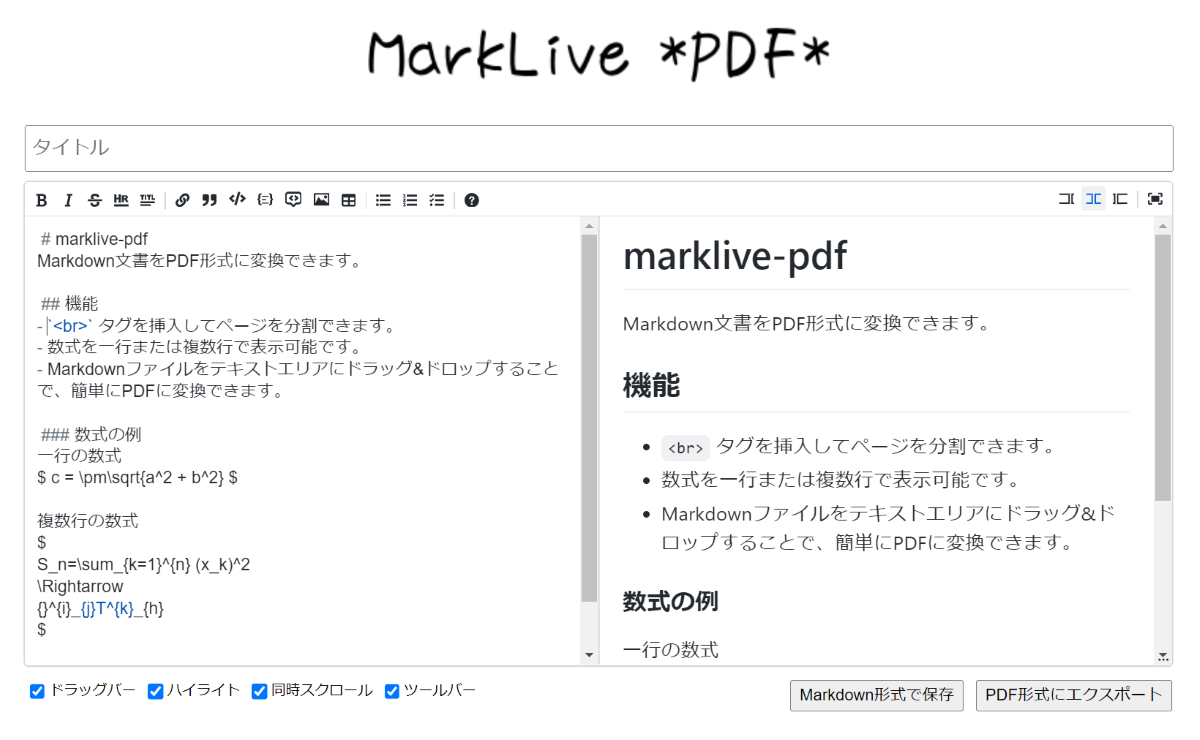 MarkLive *PDF*
タイトル
B I S HR TITL
# marklive-pdf
Markdown文書をPDF形式に変換できます。
## 機能
- `<br>` タグを挿入してページを分割できます。
- 数式を一行または複数行で表示可能です。
- Markdownファイルをテキストエリアにドラッグ&ドロップすること
で、簡単にPDFに変換できます。
### 数式の例
一行の数式
$ c = \pm\sqrt{a^2 + b^2} $
複数行の数式
$
S_n=\sum_{k=1}^{n} (x_k)^2
\Rightarrow
{}^{i}_{j}T^{k}_{h}
$
marklive-pdf
Markdown文書をPDF形式に変換できます。
機能
• <br> タグを挿入してページを分割できます。
• 数式を一行または複数行で表示可能です。
• Markdownファイルをテキストエリアにドラッグ&ド
ロップすることで、簡単にPDFに変換できます。
数式の例
一行の数式
ドラッグバー ハイライト 同時スクロール ツールバー
Markdown形式で保存 PDF形式にエクスポート